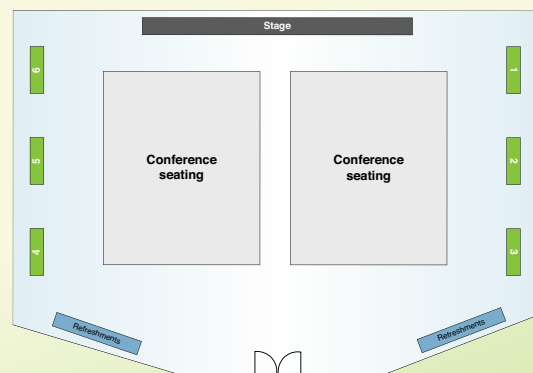 Stage
6
1
Conference
seating
Conference
seating
5
2
4
3
Refreshments
Refreshments